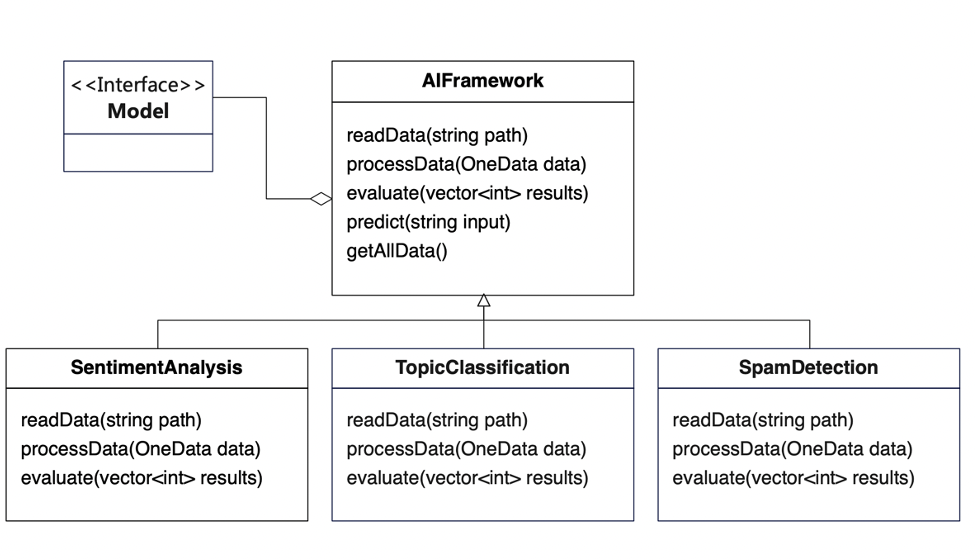 <<Interface>>
Model
AIFramework
readData(string path)
processData(OneData data)
evaluate(vector<int> results)
predict(string input)
getAllData()
SentimentAnalysis
readData(string path)
processData(OneData data)
evaluate(vector<int> results)
TopicClassification
readData(string path)
processData(OneData data)
evaluate(vector<int> results)
SpamDetection
readData(string path)
processData(OneData data)
evaluate(vector<int> results)